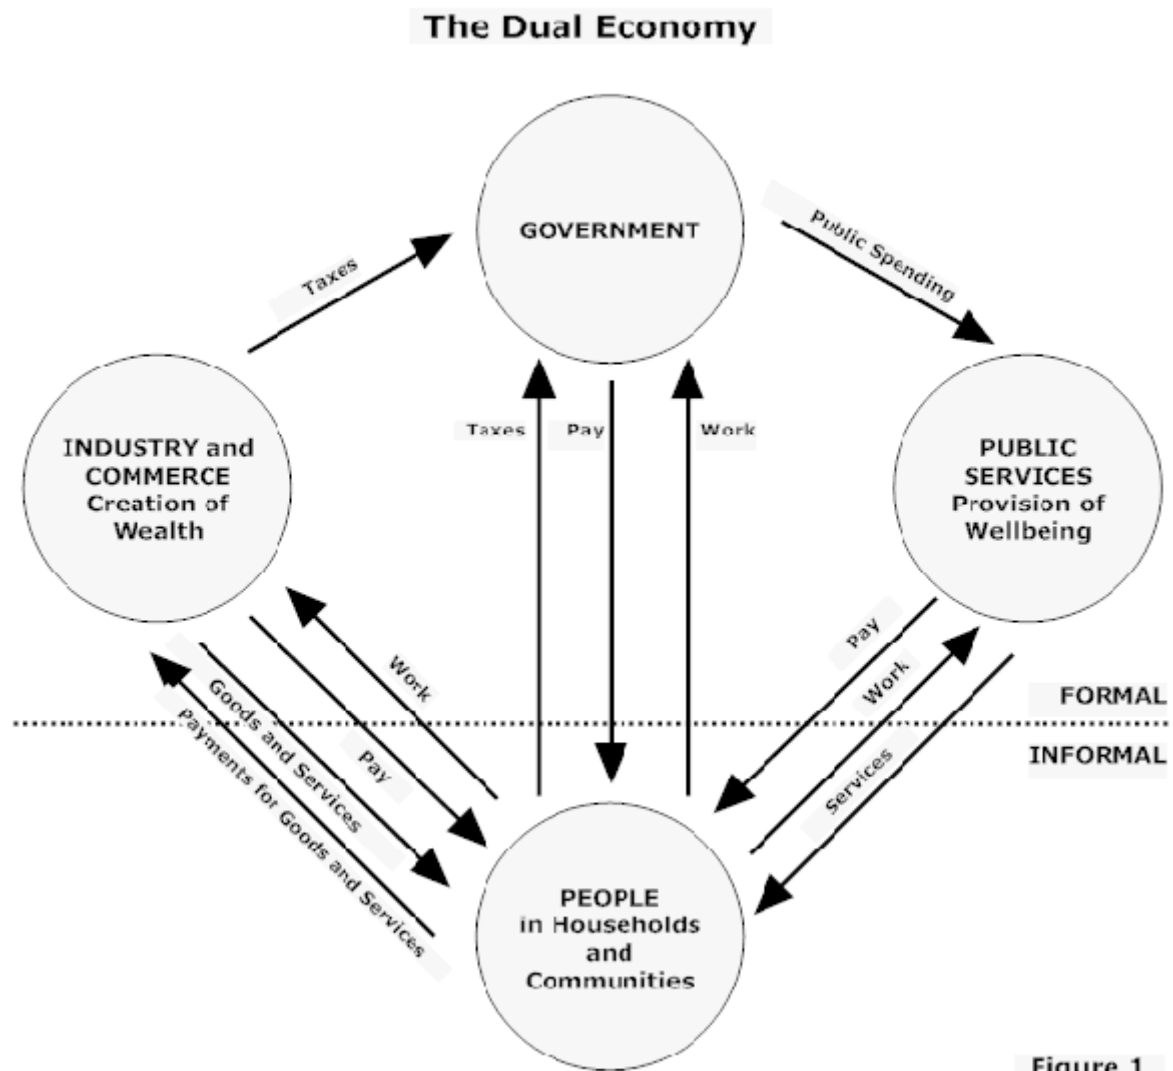 The Dual Economy
GOVERNMENT
Taxes
Public Spending
Taxes
Pay
Work
INDUSTRY and
COMMERCE
Creation of
Wealth
PUBLIC
SERVICES
Provision of
Wellbeing
Work
Pay
Goods and Services
Payments for Goods and Services
Pay
Work
Services
FORMAL
INFORMAL
PEOPLE
in Households
and
Communities
Figure 1